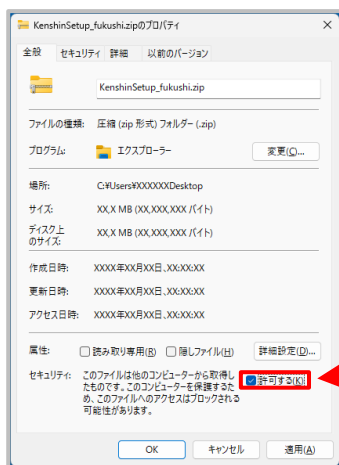 KenshinSetup_fukushi.zipのプロパティ
全般 セキュリティ 詳細 以前のバージョン
KenshinSetup_fukushi.zip
ファイルの種類: 圧縮 (zip 形式) フォルダー (.zip)
プログラム: エクスプローラー 変更(C)...
場所: C:¥Users¥XXXXXXDesktop
サイズ: XX,X MB (XX,XXX,XXX バイト)
ディスク上
のサイズ: XX,X MB (XX,XXX,XXX バイト)
作成日時: XXXX年XX月XX日、XX:XX:XX
更新日時: XXXX年XX月XX日、XX:XX:XX
アクセス日時: XXXX年XX月XX日、XX:XX:XX
属性: 読み取り専用(R) 隠しファイル(H) 詳細設定(D)...
セキュリティ: このファイルは他のコンピューターから取得し
たものです。このコンピューターを保護するた 許可する(K)
め、このファイルへのアクセスはブロックされる
可能性があります。
OK キャンセル 適用(A)